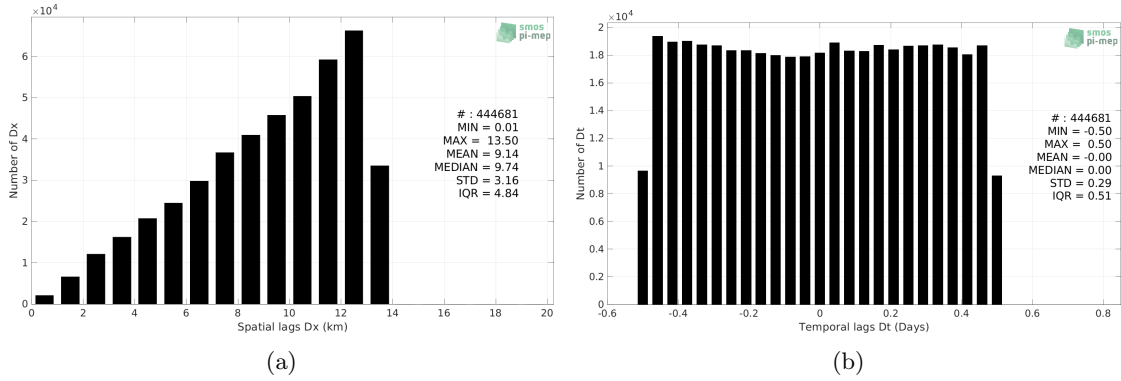 ×10⁴
smos
pi-mep
6
5
4
3
2
1
0
Number of Dx
# : 444681
MIN = 0.01
MAX = 13.50
MEAN = 9.14
MEDIAN = 9.74
STD = 3.16
IQR = 4.84
0 2 4 6 8 10 12 14 16 18 20
Spatial lags Dx (km)
(a)
×10⁴
smos
pi-mep
2
1.8
1.6
1.4
1.2
1
0.8
0.6
0.4
0.2
0
Number of Dt
# : 444681
MIN = -0.50
MAX = 0.50
MEAN = -0.00
MEDIAN = 0.00
STD = 0.29
IQR = 0.51
-0.6 -0.4 -0.2 0 0.2 0.4 0.6 0.8
Temporal lags Dt (Days)
(b)